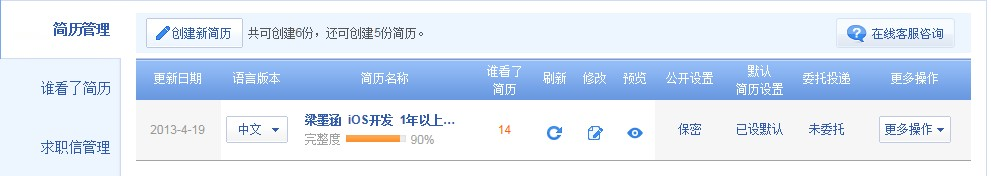 简历管理
谁看了简历
求职信管理
创建新简历 共可创建6份，还可创建5份简历。 在线客服咨询
更新日期 语言版本 简历名称 谁看了简历 刷新 修改 预览 公开设置 默认简历设置 委托投递 更多操作
2013-4-19 中文 梁墨涵 iOS开发 1年以上... 14 保密 已设默认 未委托 更多操作
完整度 90%